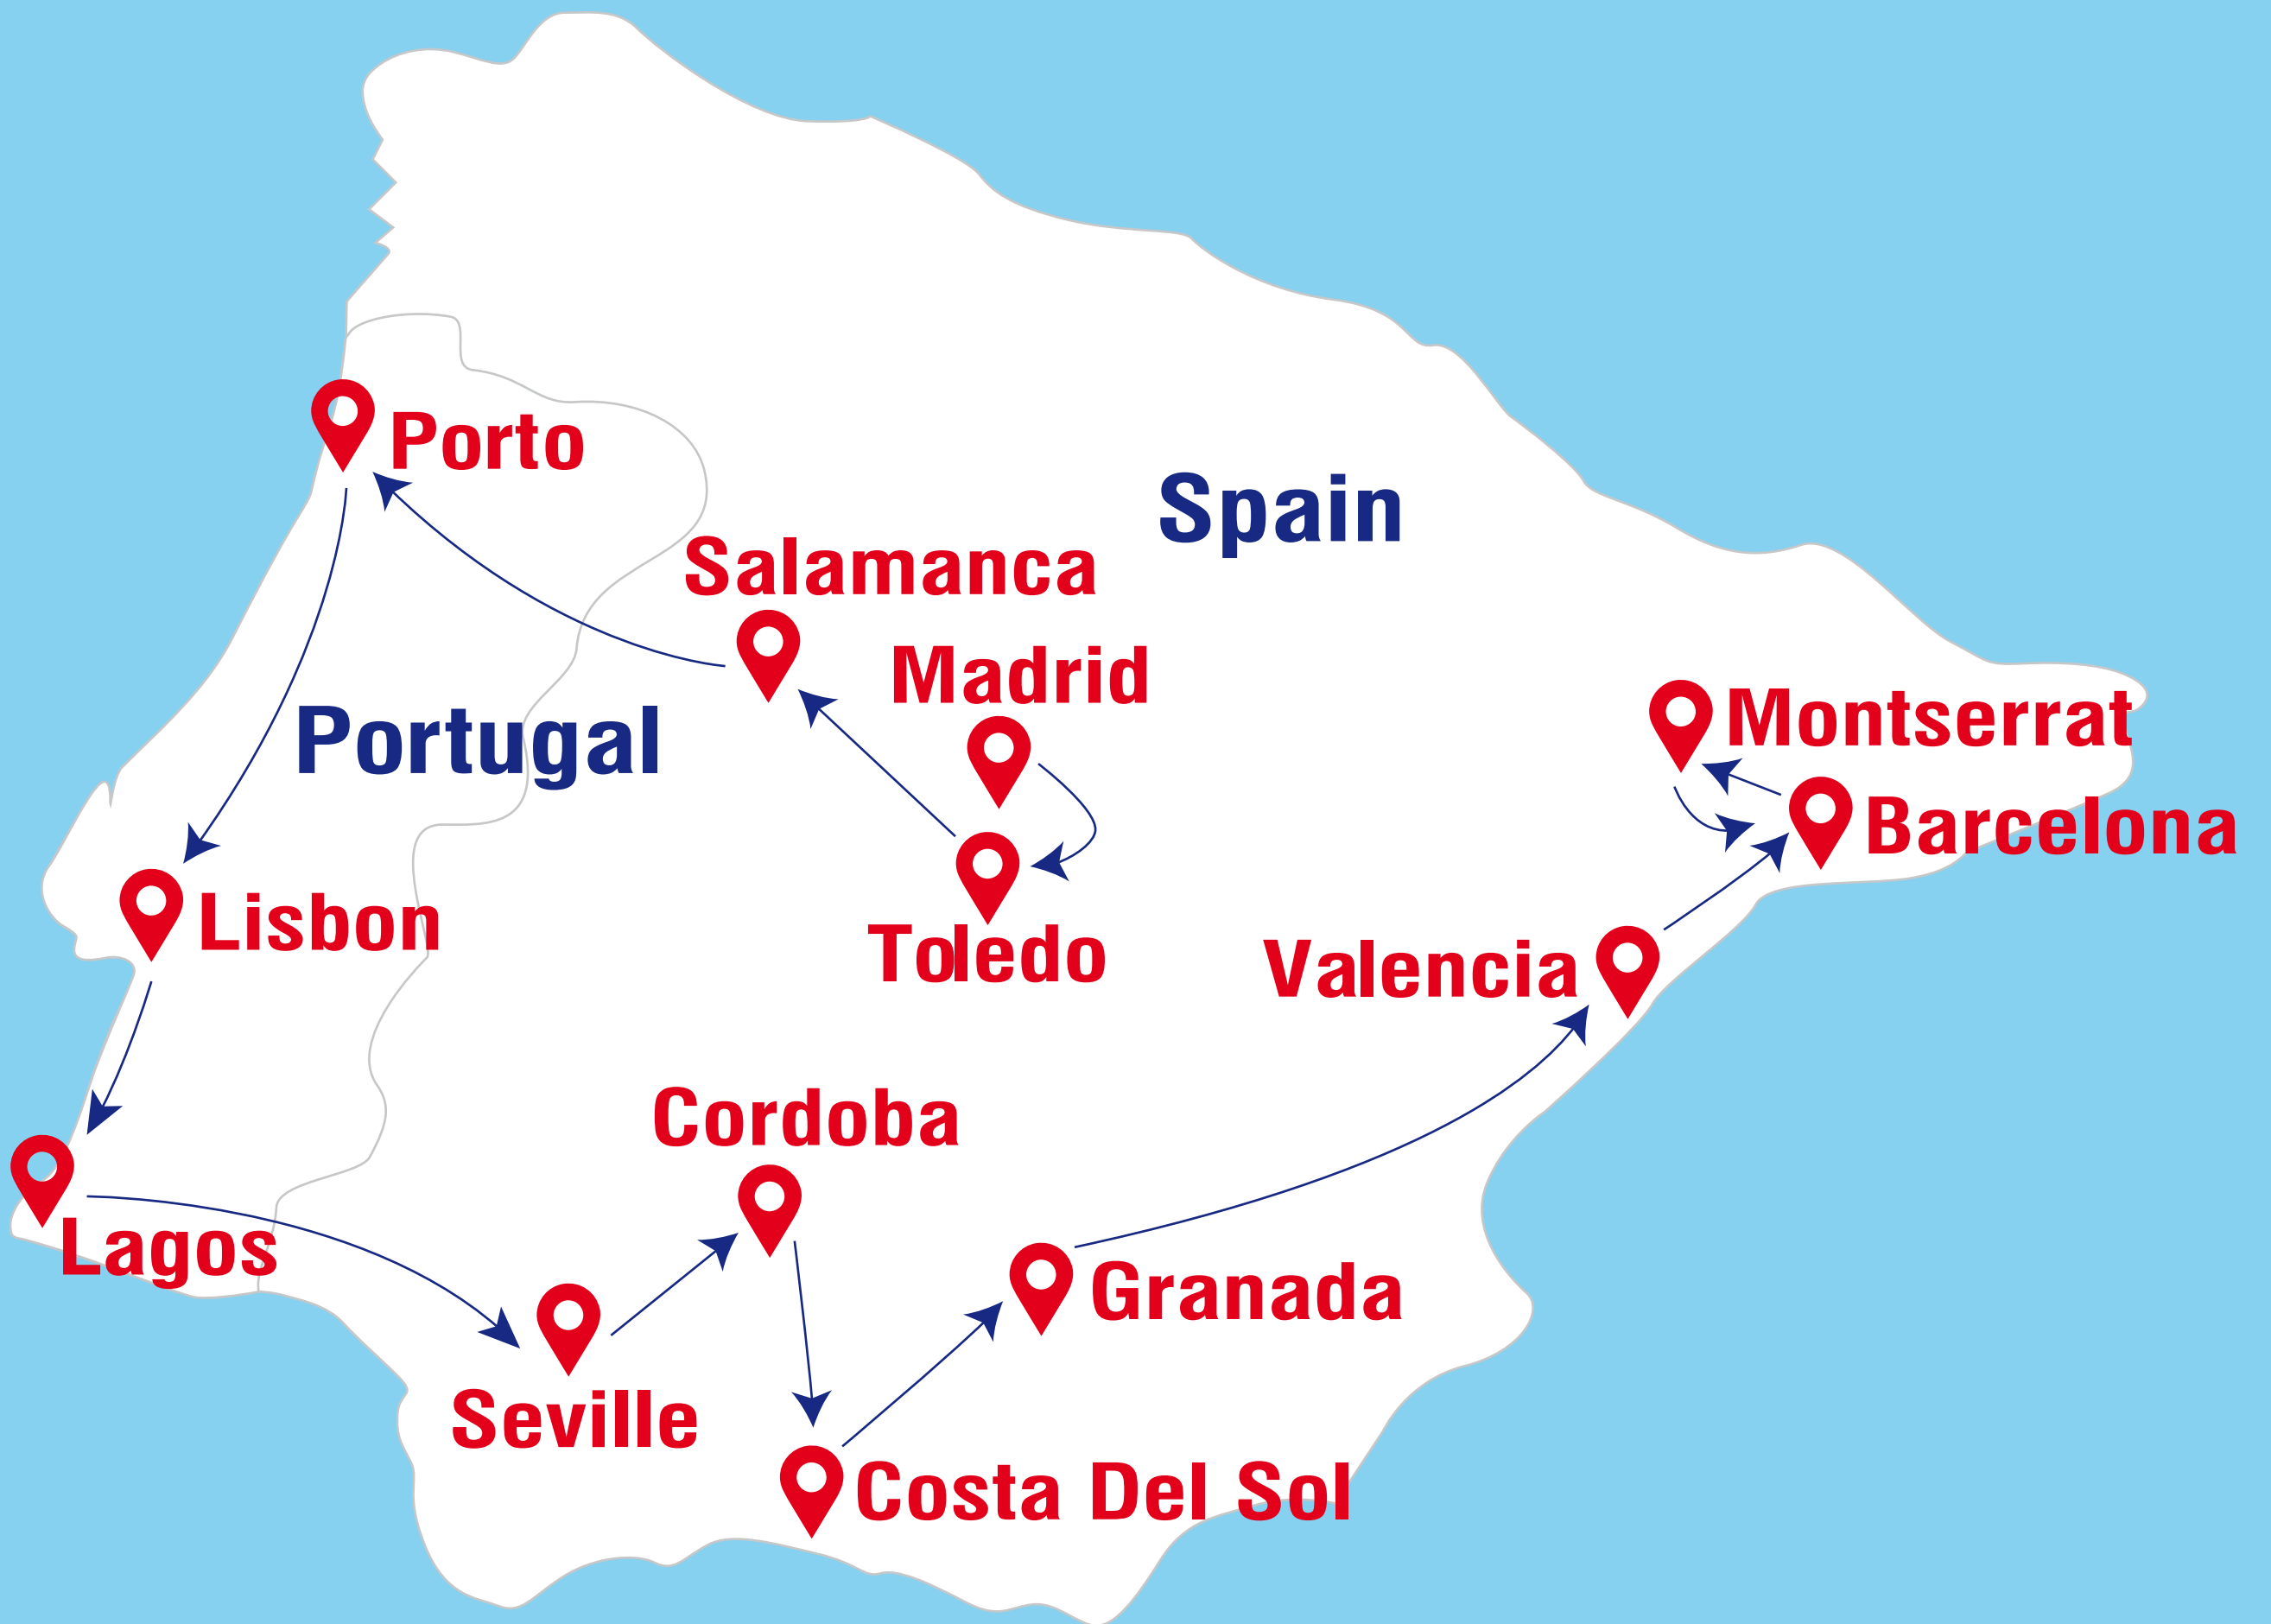 Porto
Spain
Salamanca
Madrid
Portugal
Montserrat
Barcelona
Lisbon
Toledo
Valencia
Cordoba
Lagos
Granada
Seville
Costa Del Sol